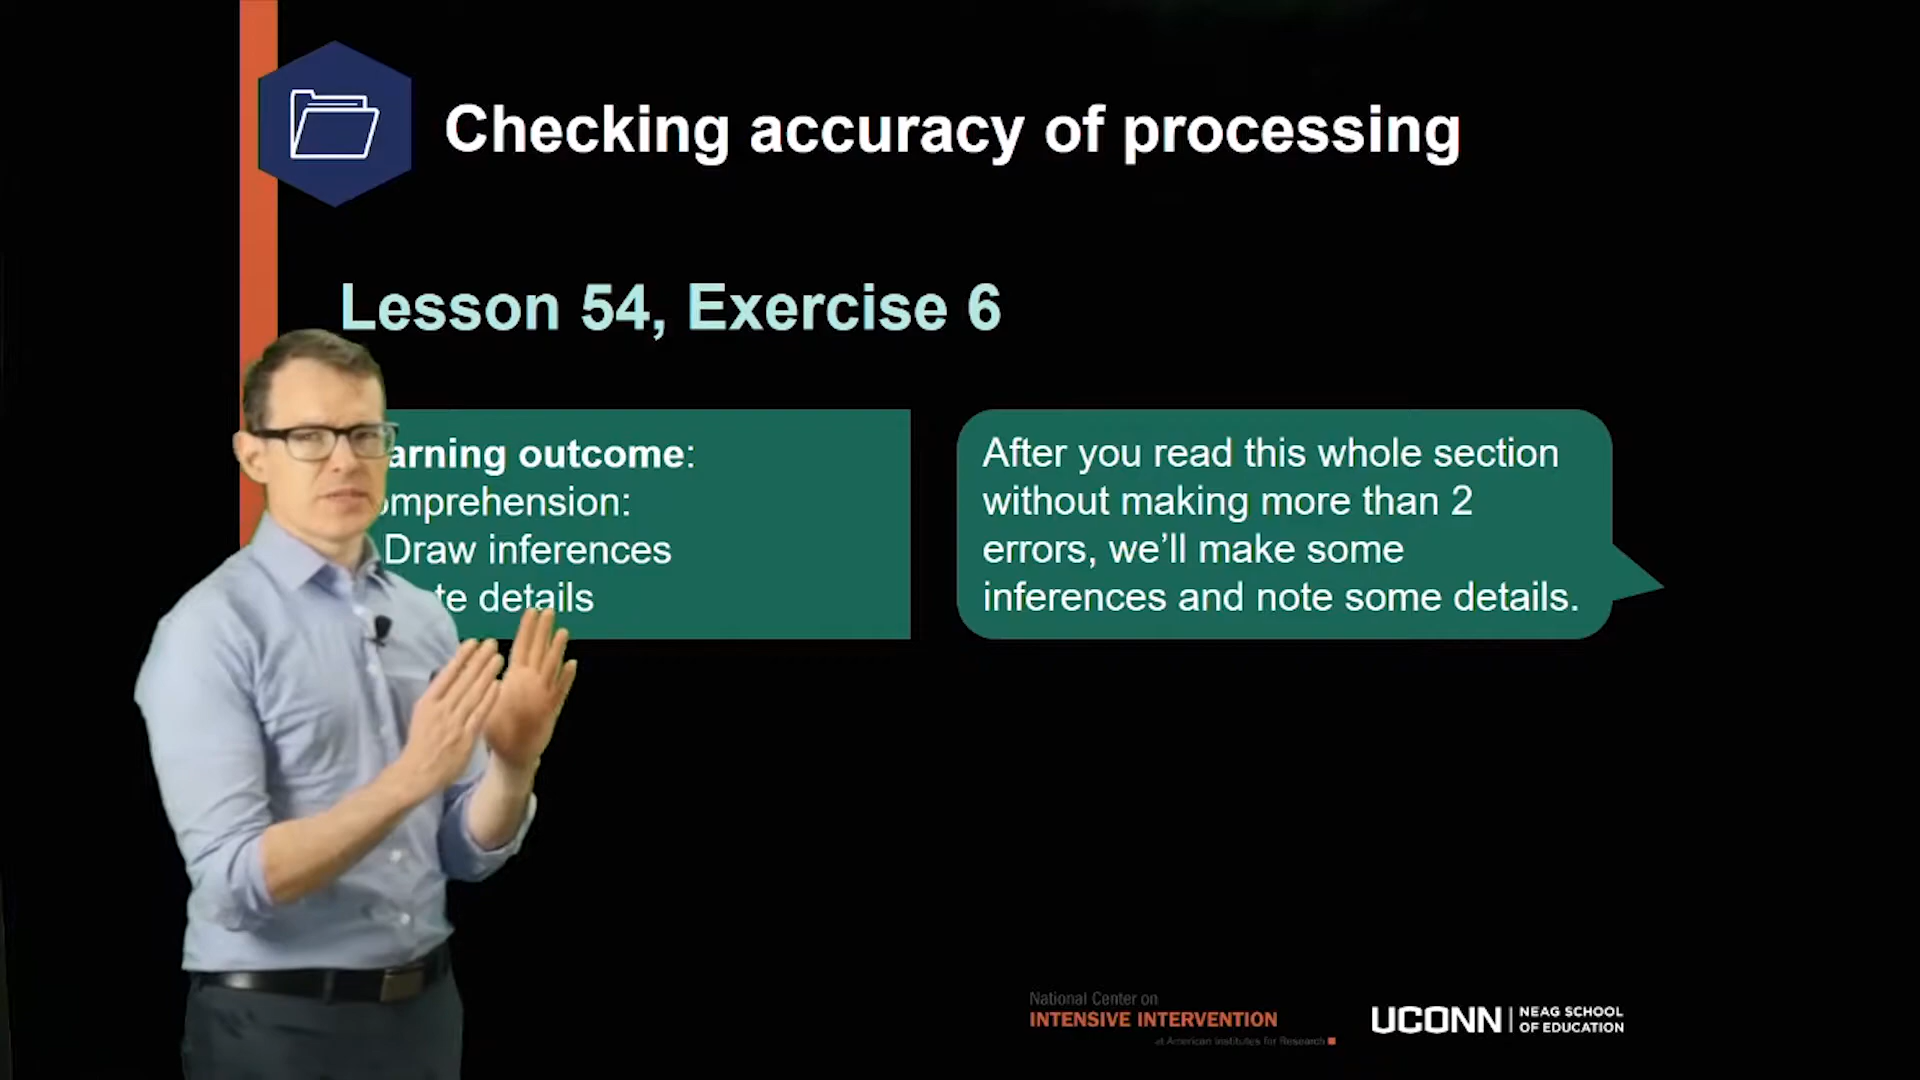 Checking accuracy of processing
Lesson 54, Exercise 6
arning outcome:
omprehension:
Draw inferences
te details
After you read this whole section
without making more than 2
errors, we’ll make some
inferences and note some details.
National Center on
INTENSIVE INTERVENTION
at American Institutes for Research
UCONN
NEAG SCHOOL
OF EDUCATION